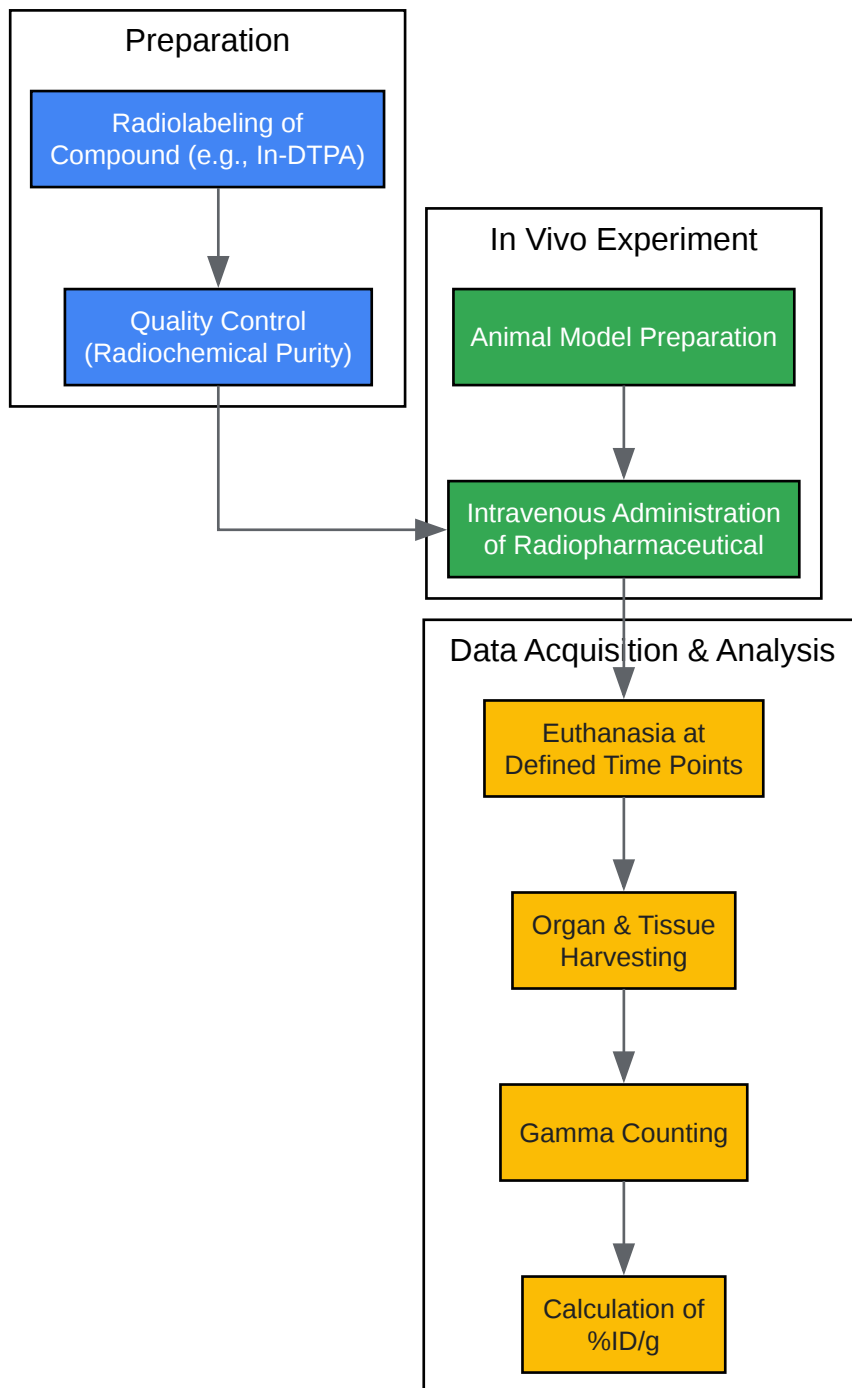 Preparation
Radiolabeling of
Compound (e.g., In-DTPA)
Quality Control
(Radiochemical Purity)
In Vivo Experiment
Animal Model Preparation
Intravenous Administration
of Radiopharmaceutical
Data Acquisition & Analysis
Euthanasia at
Defined Time Points
Organ & Tissue
Harvesting
Gamma Counting
Calculation of
%ID/g